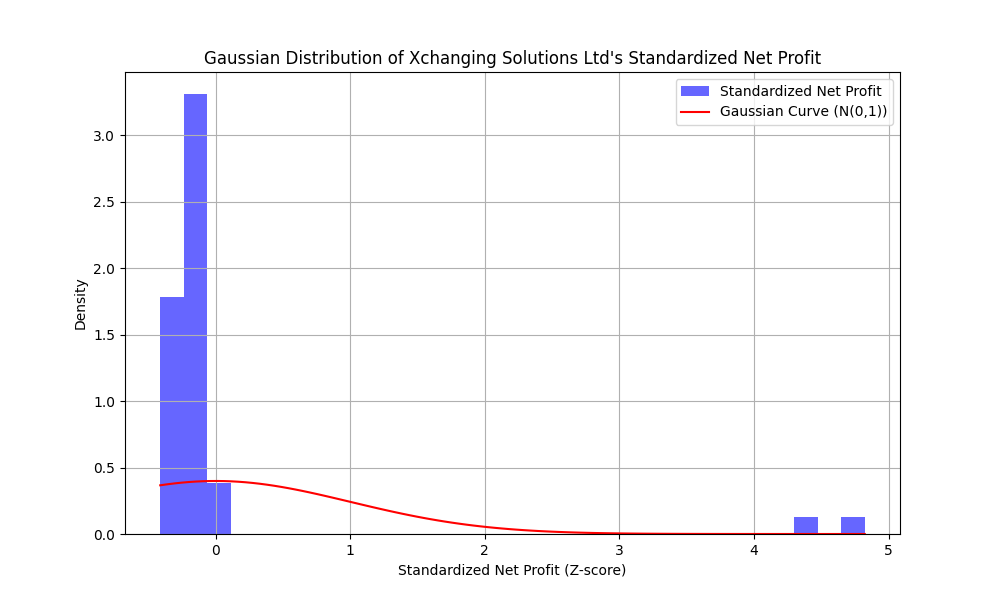 Gaussian Distribution of Xchanging Solutions Ltd's Standardized Net Profit
Standardized Net Profit
Gaussian Curve (N(0,1))
Density
3.0
2.5
2.0
1.5
1.0
0.5
0.0
0 1 2 3 4 5
Standardized Net Profit (Z-score)